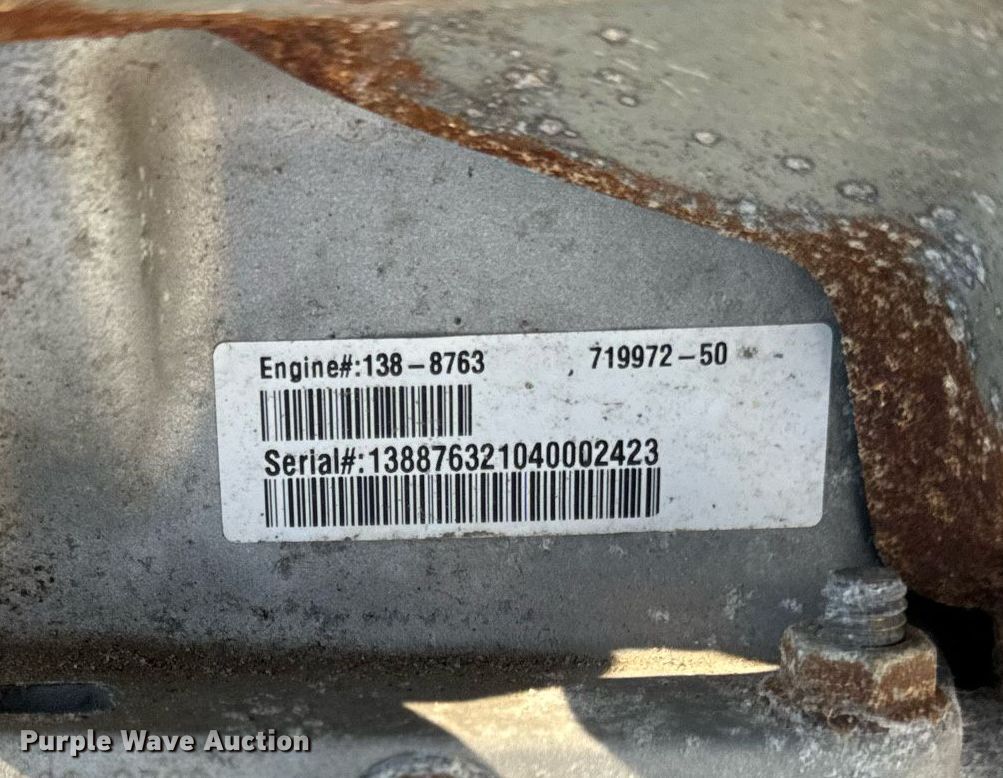 Engine#:138-8763 719972-50
Serial#:138876321040002423
Purple Wave Auction